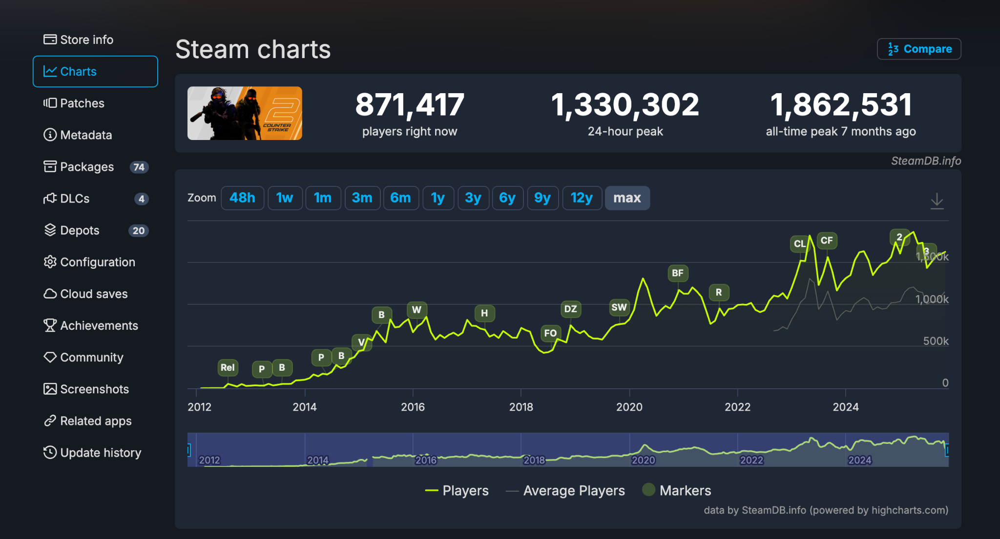 Store info
Charts
Patches
Metadata
Packages 74
DLCs 4
Depots 20
Configuration
Cloud saves
Achievements
Community
Screenshots
Related apps
Update history
Steam charts
123 Compare
2
COUNTER
STRIKE
871,417
players right now
1,330,302
24-hour peak
1,862,531
all-time peak 7 months ago
SteamDB.info
Zoom 48h 1w 1m 3m 6m 1y 3y 6y 9y 12y max
Rel P B P B V B W H FO DZ SW BF R CL CF 2 3
1,500k
1,000k
500k
0
2012 2014 2016 2018 2020 2022 2024
2012 2014 2016 2018 2020 2022 2024
Players Average Players Markers
data by SteamDB.info (powered by highcharts.com)